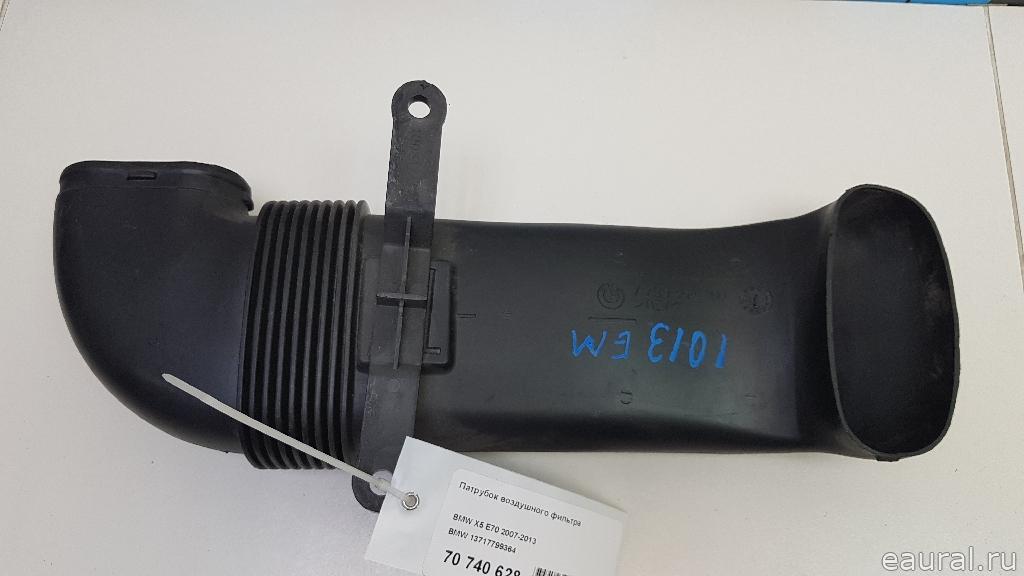 1013 EM
Патрубок воздушного фильтра
BMW X5 E70 2007-2013
BMW 13717799364
70 740 628
eaural.ru